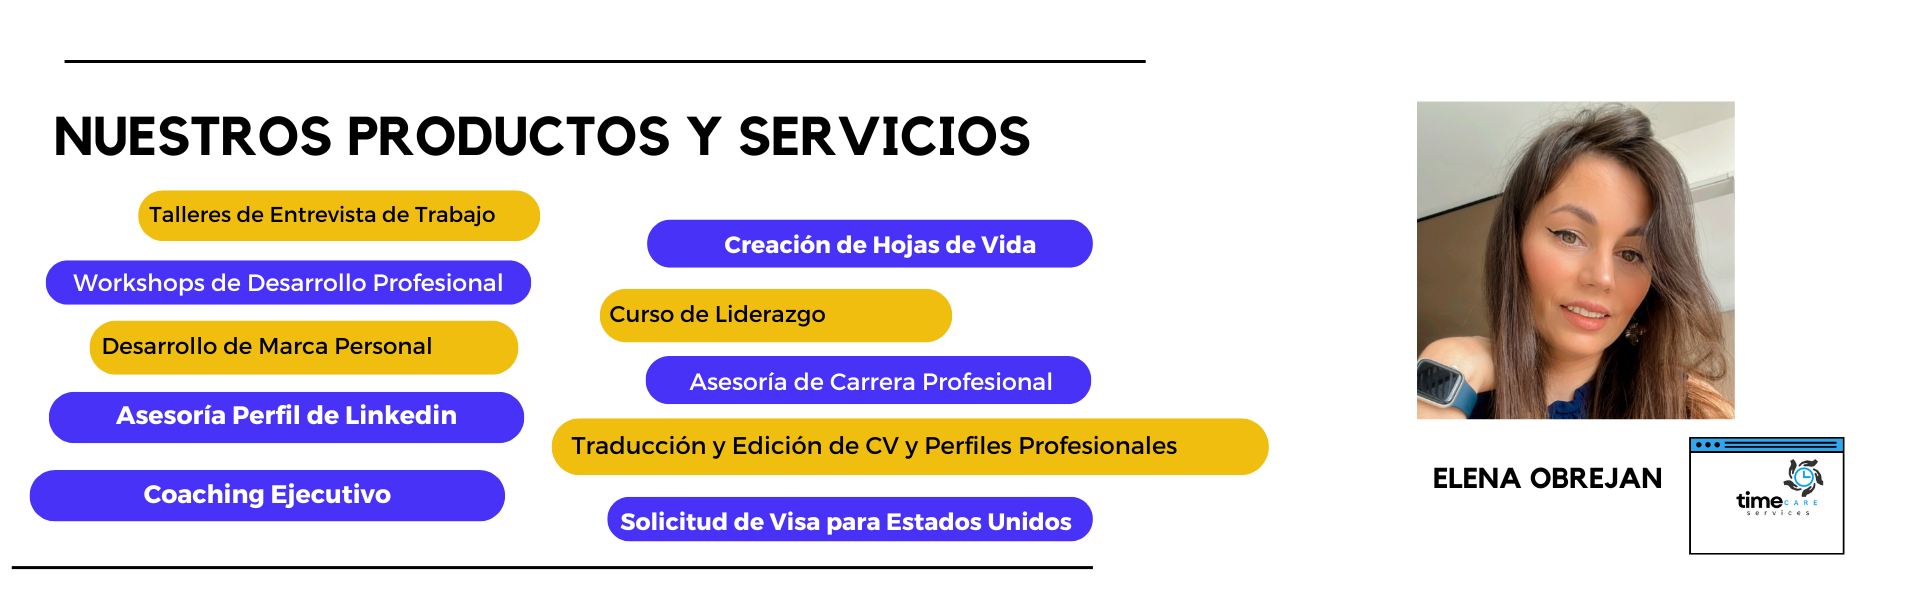 NUESTROS PRODUCTOS Y SERVICIOS
Talleres de Entrevista de Trabajo
Workshops de Desarrollo Profesional
Desarrollo de Marca Personal
Asesoría Perfil de Linkedin
Coaching Ejecutivo
Creación de Hojas de Vida
Curso de Liderazgo
Asesoría de Carrera Profesional
Traducción y Edición de CV y Perfiles Profesionales
Solicitud de Visa para Estados Unidos
ELENA OBREJAN
time CARE
services